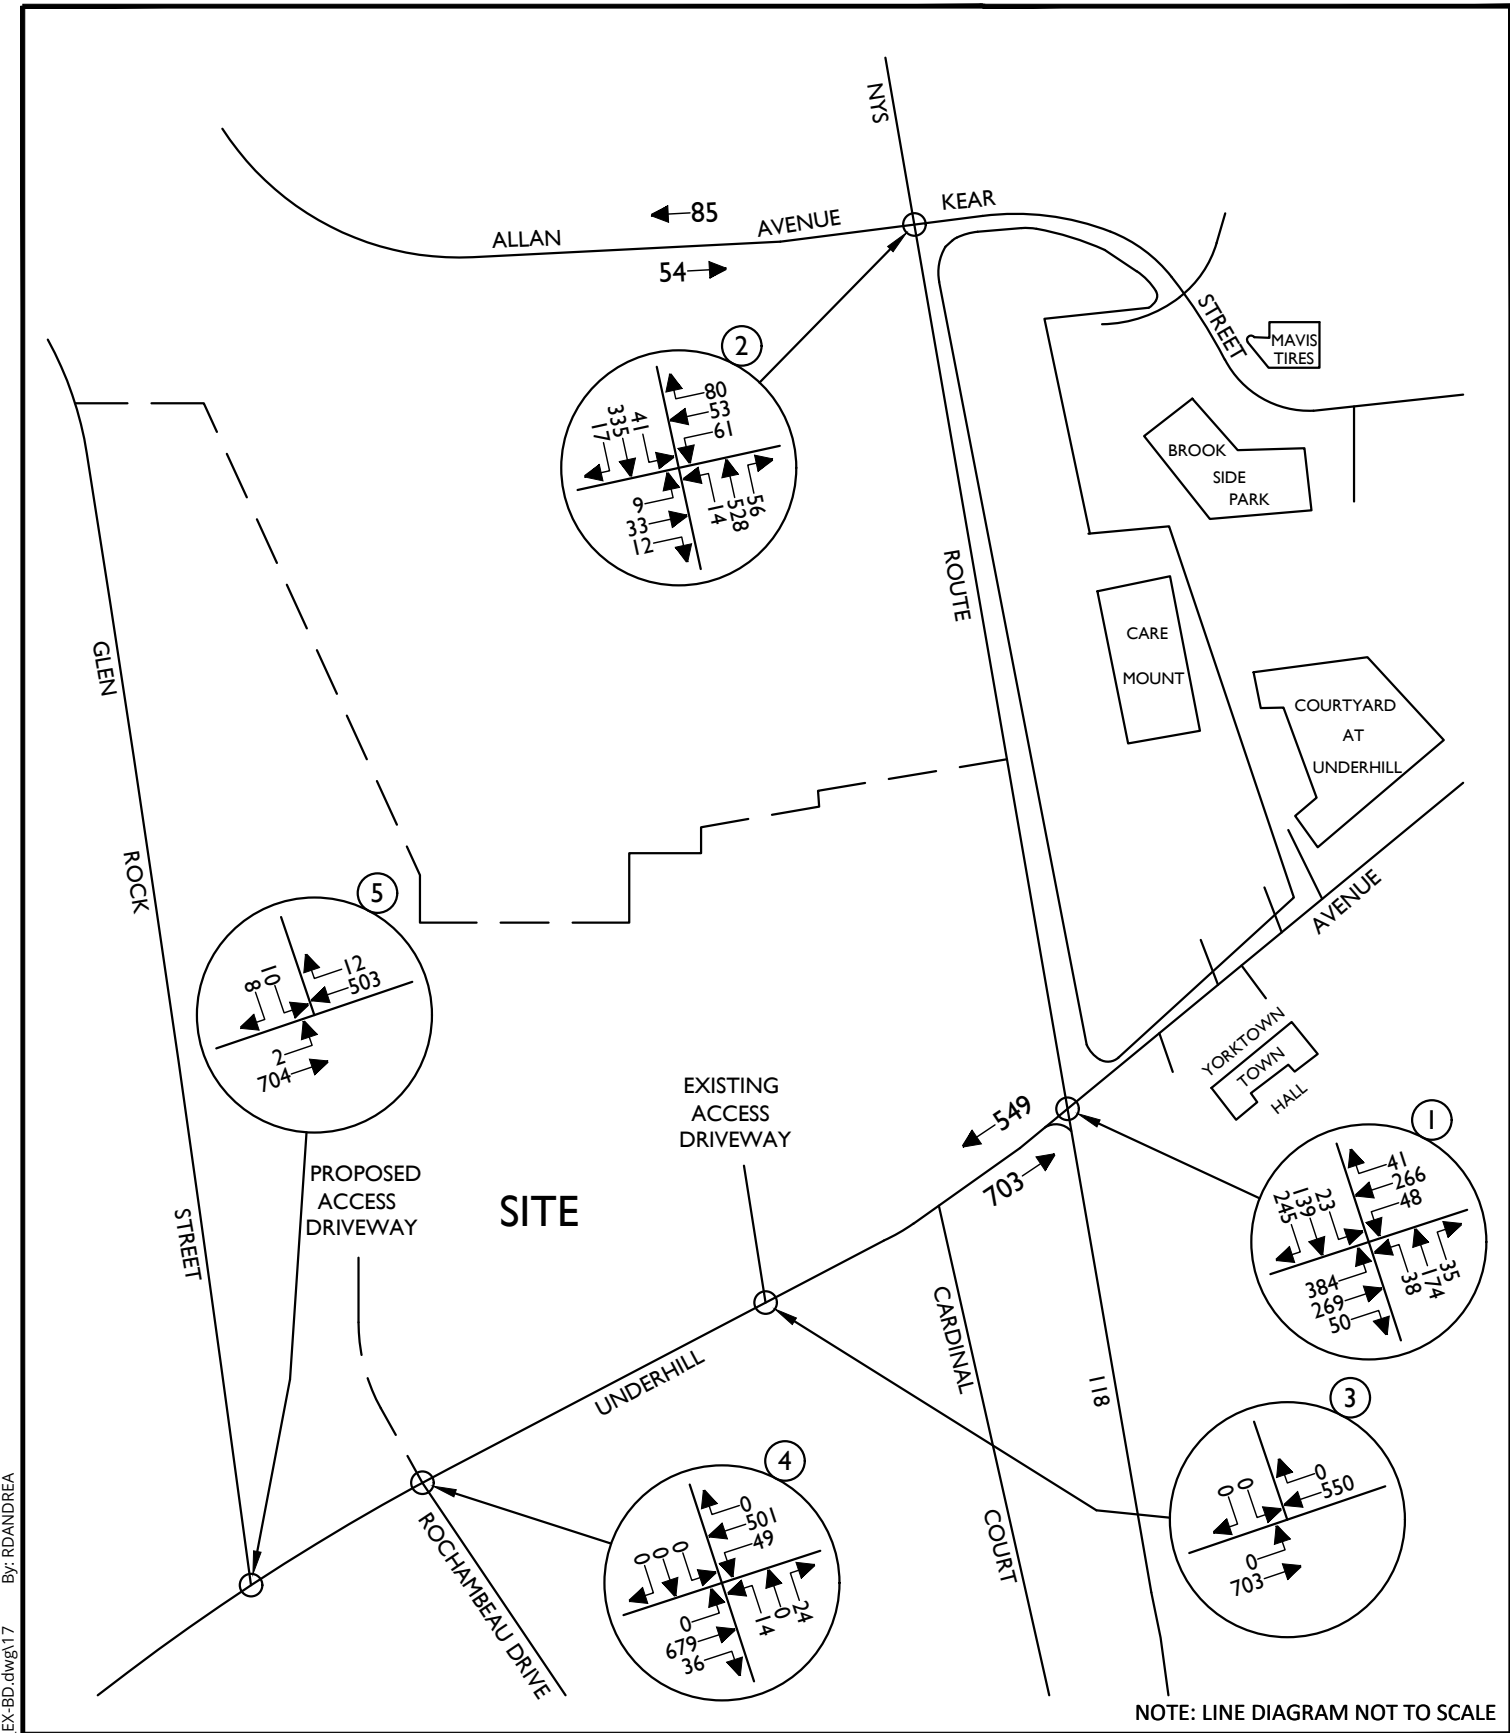 NYS
KEAR
85
ALLAN
AVENUE
54
STREET
MAVIS
TIRES
2
80
53
61
17
335
41
9
33
12
14
528
56
BROOK
SIDE
PARK
ROUTE
CARE
MOUNT
GLEN
COURTYARD
AT
UNDERHILL
ROCK
AVENUE
5
12
503
8
10
2
704
YORKTOWN
TOWN
HALL
EXISTING
ACCESS
DRIVEWAY
549
703
1
41
266
48
245
139
23
384
269
50
38
174
35
PROPOSED
ACCESS
DRIVEWAY
SITE
STREET
CARDINAL
UNDERHILL
118
3
0
550
0
0
0
703
4
0
501
49
0
0
0
0
679
36
14
0
24
COURT
ROCHAMBEAU DRIVE
By: RDANDREA
EX-BD.dwg\17
NOTE: LINE DIAGRAM NOT TO SCALE